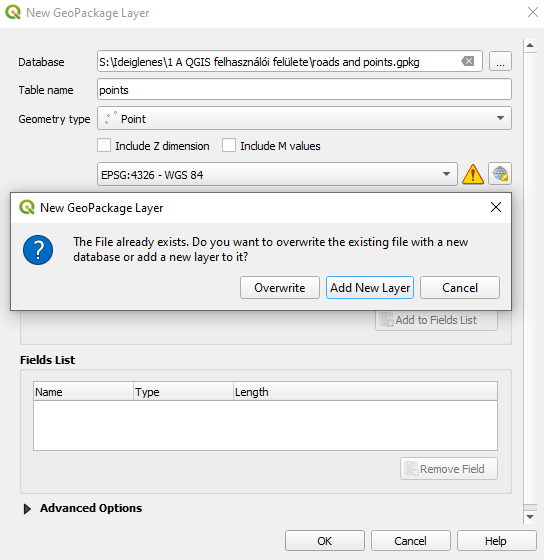 New GeoPackage Layer
Database S:\Ideiglenes\1 A QGIS felhasználói felülete\roads and points.gpkg ...
Table name points
Geometry type Point
Include Z dimension Include M values
EPSG:4326 - WGS 84
New GeoPackage Layer
The File already exists. Do you want to overwrite the existing file with a new
database or add a new layer to it?
Overwrite Add New Layer Cancel
Add to Fields List
Fields List
Name Type Length
Remove Field
Advanced Options
OK Cancel Help